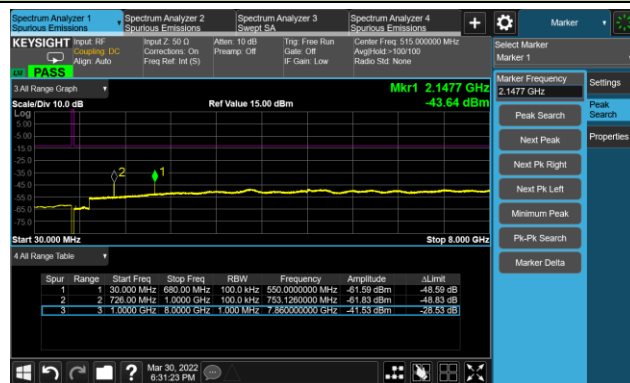 Spectrum Analyzer 1
Spurious Emissions
Spectrum Analyzer 2
Spurious Emissions
Spectrum Analyzer 3
Swept SA
Spectrum Analyzer 4
Spurious Emissions
Marker
KEYSIGHT
Input: RF
Coupling: DC
Align: Auto
Input Z: 50 Ω
Corrections: On
Freq Ref: Int (S)
Atten: 10 dB
Preamp: Off
Trig: Free Run
Gate: Off
IF Gain: Low
Center Freq: 515.000000 MHz
Avg|Hold:>100/100
Radio Std: None
LXI PASS
Select Marker
Marker 1
3 All Range Graph
Mkr1 2.1477 GHz
Scale/Div 10.0 dB
Ref Value 15.00 dBm
-43.64 dBm
Log
5.00
-5.00
-15.0
-25.0
-35.0
-45.0
-55.0
-65.0
-75.0
2
1
Start 30.000 MHz
Stop 8.000 GHz
Marker Frequency
2.1477 GHz
Peak Search
Next Peak
Next Pk Right
Next Pk Left
Minimum Peak
Pk-Pk Search
Marker Delta
Settings
Peak
Search
Properties
4 All Range Table
Spur Range Start Freq Stop Freq RBW Frequency Amplitude ΔLimit
1 1 30.000 MHz 680.00 MHz 100.0 kHz 550.0000000 MHz -61.59 dBm -48.59 dB
2 2 726.00 MHz 1.0000 GHz 100.0 kHz 753.1260000 MHz -61.83 dBm -48.83 dB
3 3 1.0000 GHz 8.0000 GHz 1.000 MHz 7.860000000 GHz -41.53 dBm -28.53 dB
?
Mar 30, 2022
6:31:23 PM